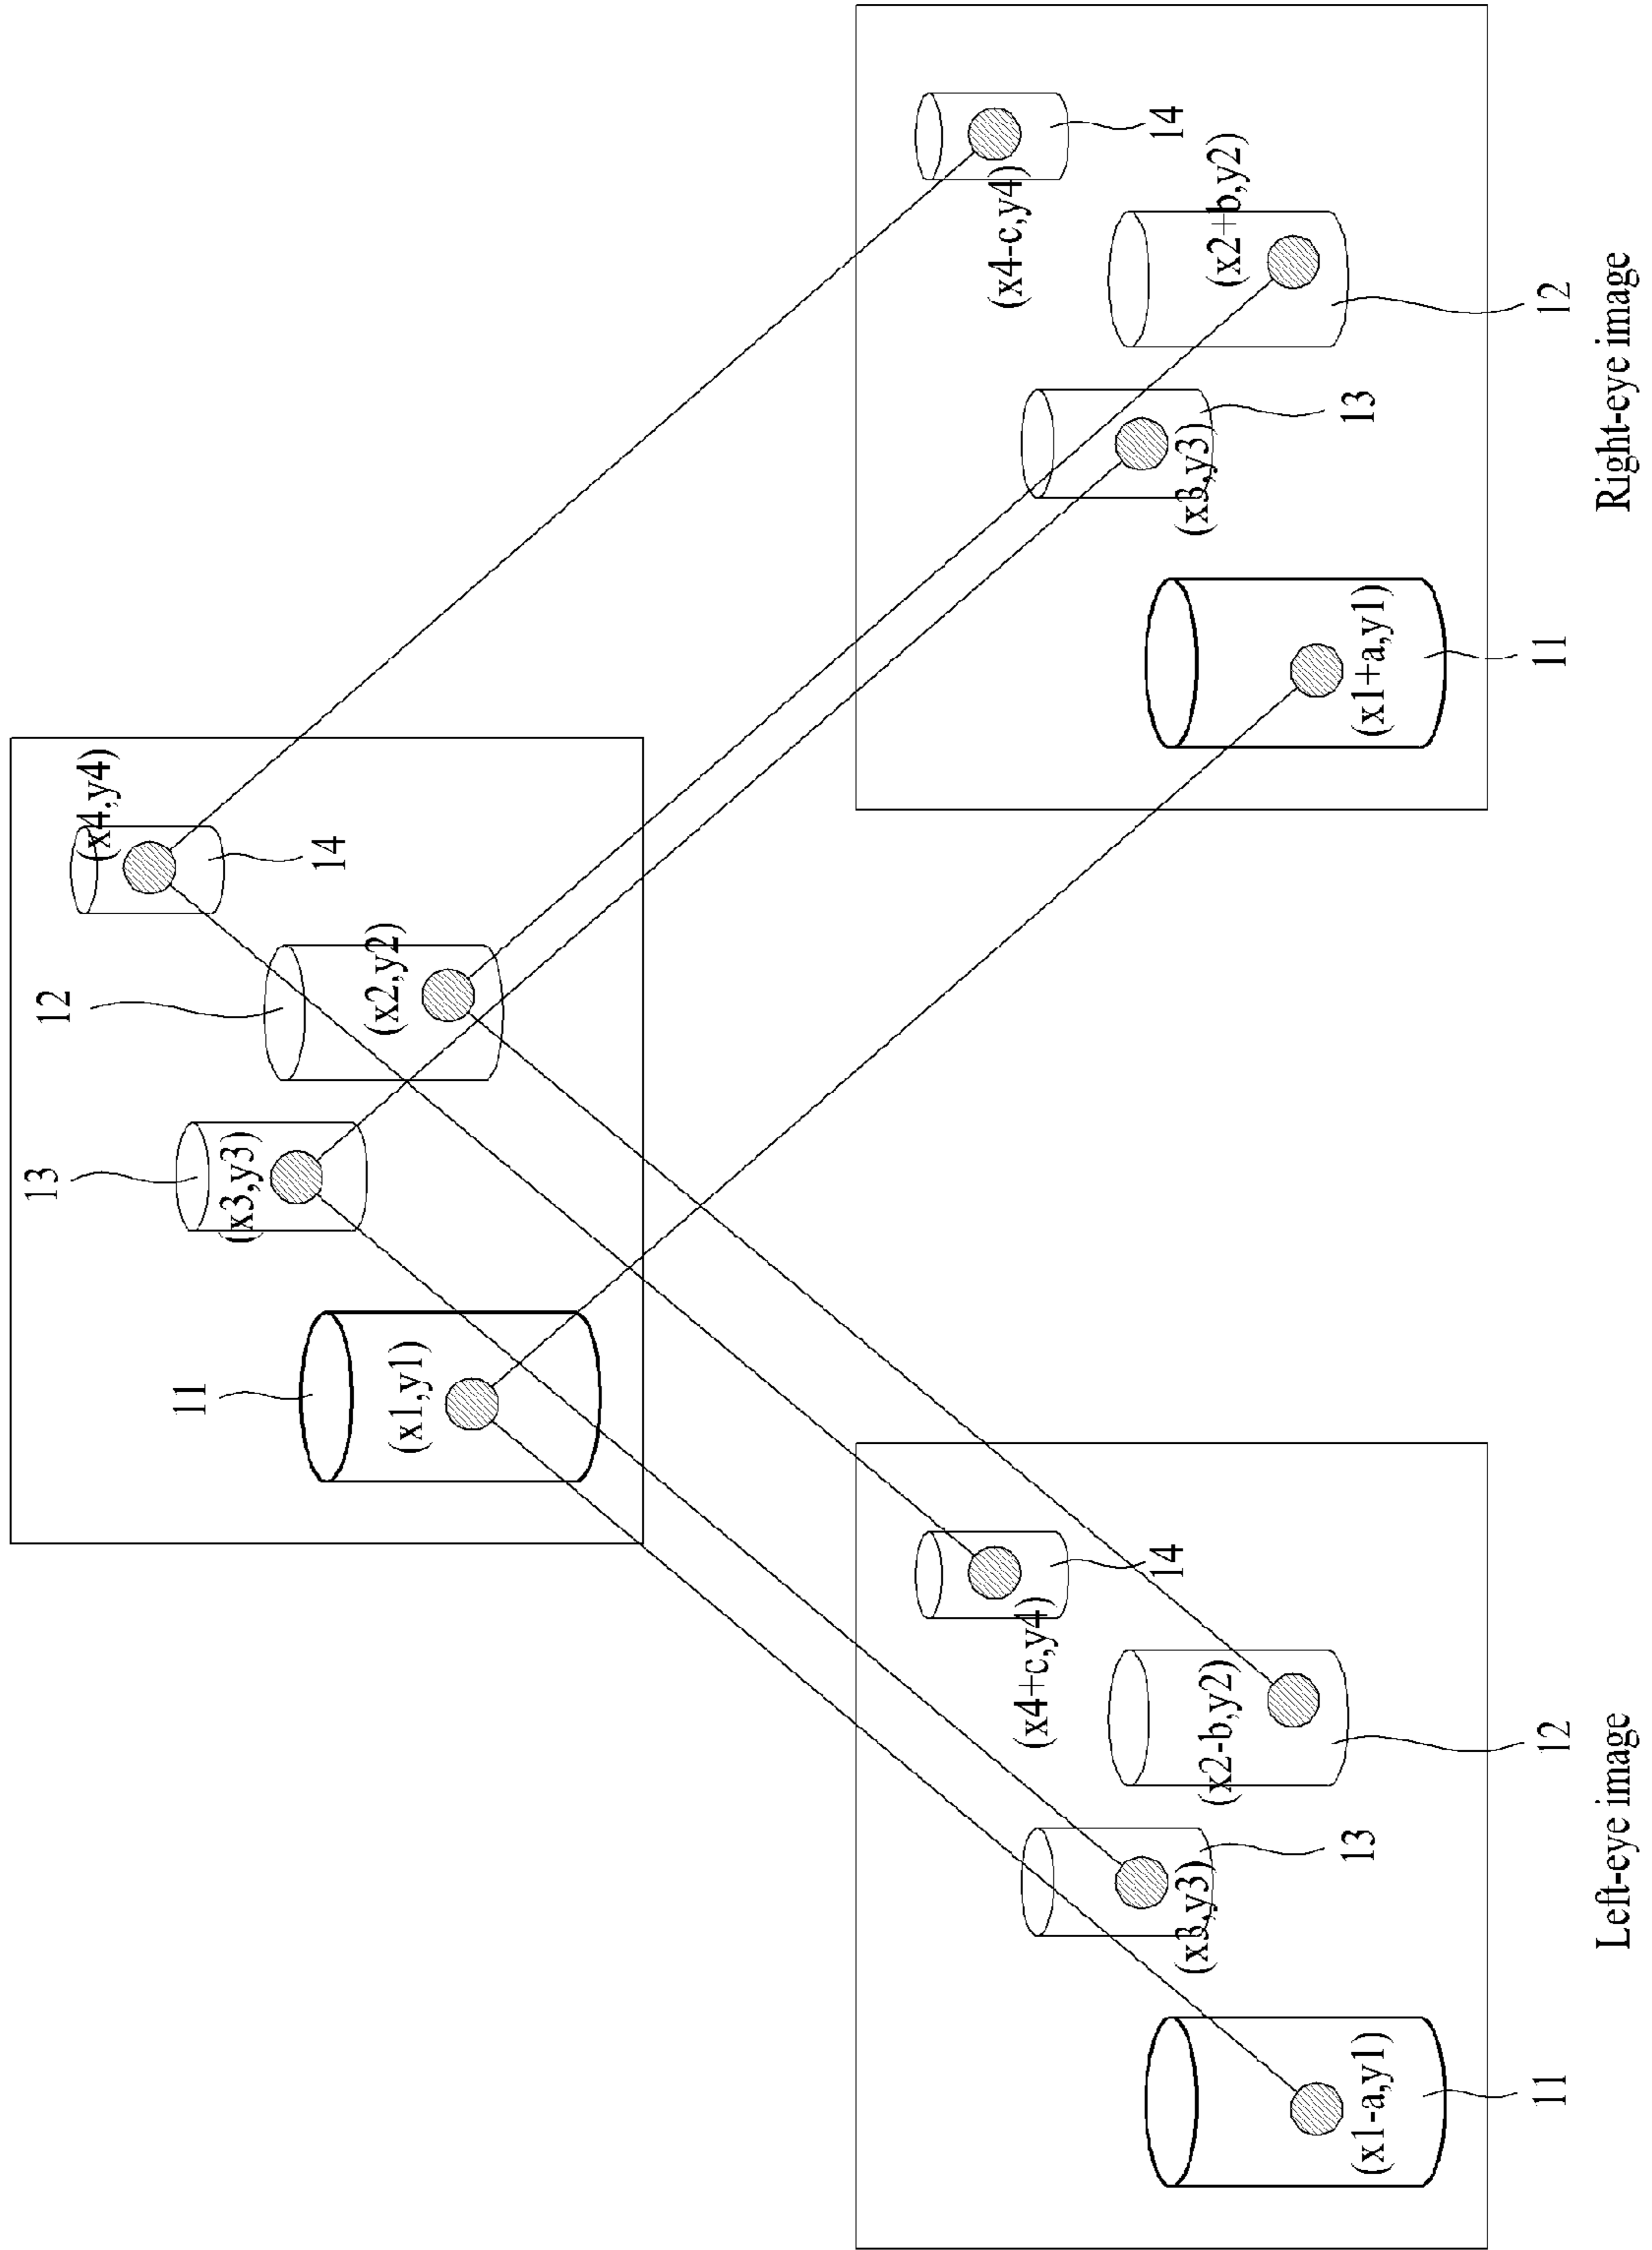 11
13
12
(x4,y4)
14
(x3,y3)
(x2,y2)
(x1,y1)
14
(x4+c,y4)
(x2-b,y2)
12
13
(x3,y3)
(x1-a,y1)
11
Left-eye image
14
(x4-c,y4)
(x2+b,y2)
12
13
(x3,y3)
(x1+a,y1)
11
Right-eye image